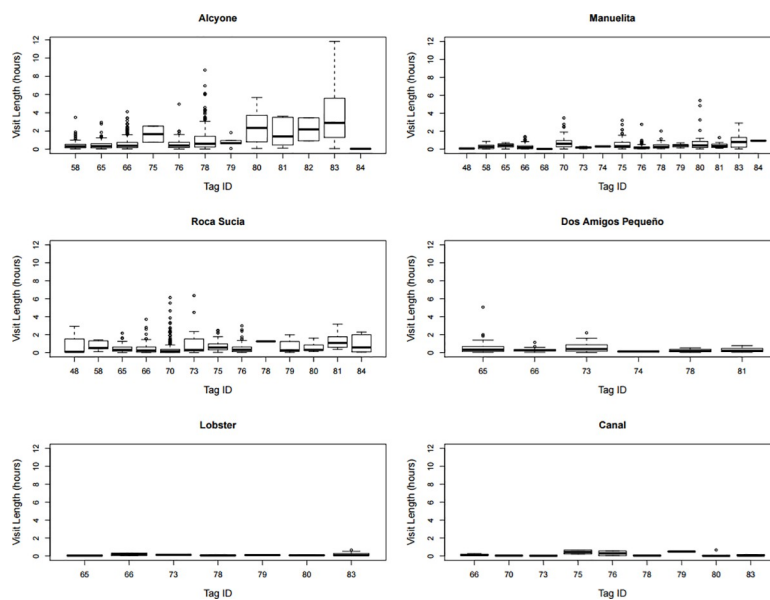 Alcyone
Visit Length (hours)
0 2 4 6 8 10 12
58 65 66 75 76 78 79 80 81 82 83 84
Tag ID
Manuelita
Visit Length (hours)
0 2 4 6 8 10 12
48 58 65 66 68 70 73 74 75 76 78 79 80 81 83 84
Tag ID
Roca Sucia
Visit Length (hours)
0 2 4 6 8 10 12
48 58 65 66 70 73 75 76 78 79 80 81 84
Tag ID
Dos Amigos Pequeño
Visit Length (hours)
0 2 4 6 8 10 12
65 66 73 74 78 81
Tag ID
Lobster
Visit Length (hours)
0 2 4 6 8 10 12
65 66 73 78 79 80 83
Tag ID
Canal
Visit Length (hours)
0 2 4 6 8 10 12
66 70 73 75 76 78 79 80 83
Tag ID